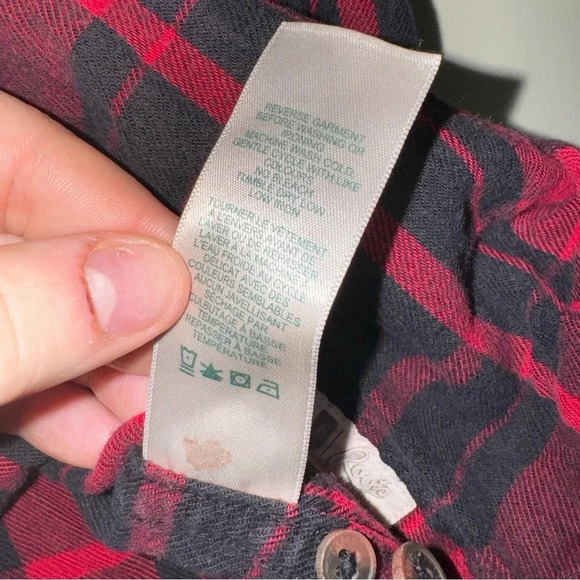 REVERSE GARMENT
BEFORE WASHING OR
IRONING
MACHINE WASH COLD,
GENTLE CYCLE WITH LIKE
COLOURS
NO BLEACH
TUMBLE DRY LOW
LOW IRON
TOURNER LE VÊTEMENT
À L'ENVERS AVANT DE
LAVER OU DE REPASSER
LAVER À LA MACHINE À
L'EAU FROIDE AU CYCLE
DÉLICAT AVEC DES
COULEURS SEMBLABLES
AUCUN JAVELLISANT
SÉCHAGE PAR
CULBUTAGE À BASSE
TEMPÉRATURE
REPASSER À BASSE
TEMPÉRATURE